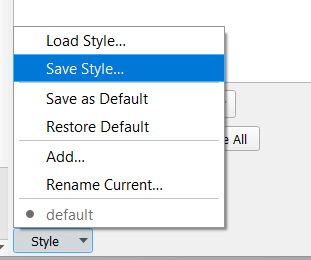 Load Style...
Save Style...
Save as Default
Restore Default
Add...
e All
Rename Current...
default
Style